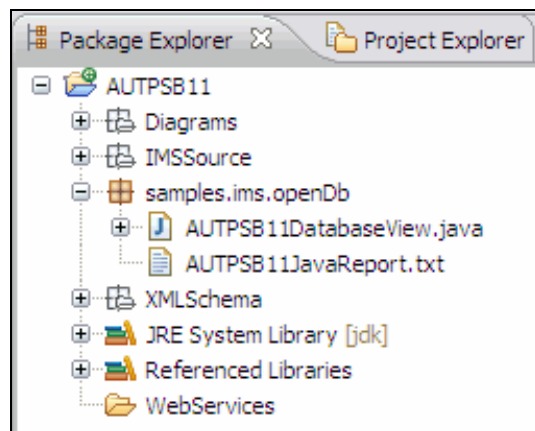 Package Explorer Project Explorer
AUTPSB11
Diagrams
IMSSource
samples.ims.openDb
AUTPSB11DatabaseView.java
AUTPSB11JavaReport.txt
XMLSchema
JRE System Library [jdk]
Referenced Libraries
WebServices